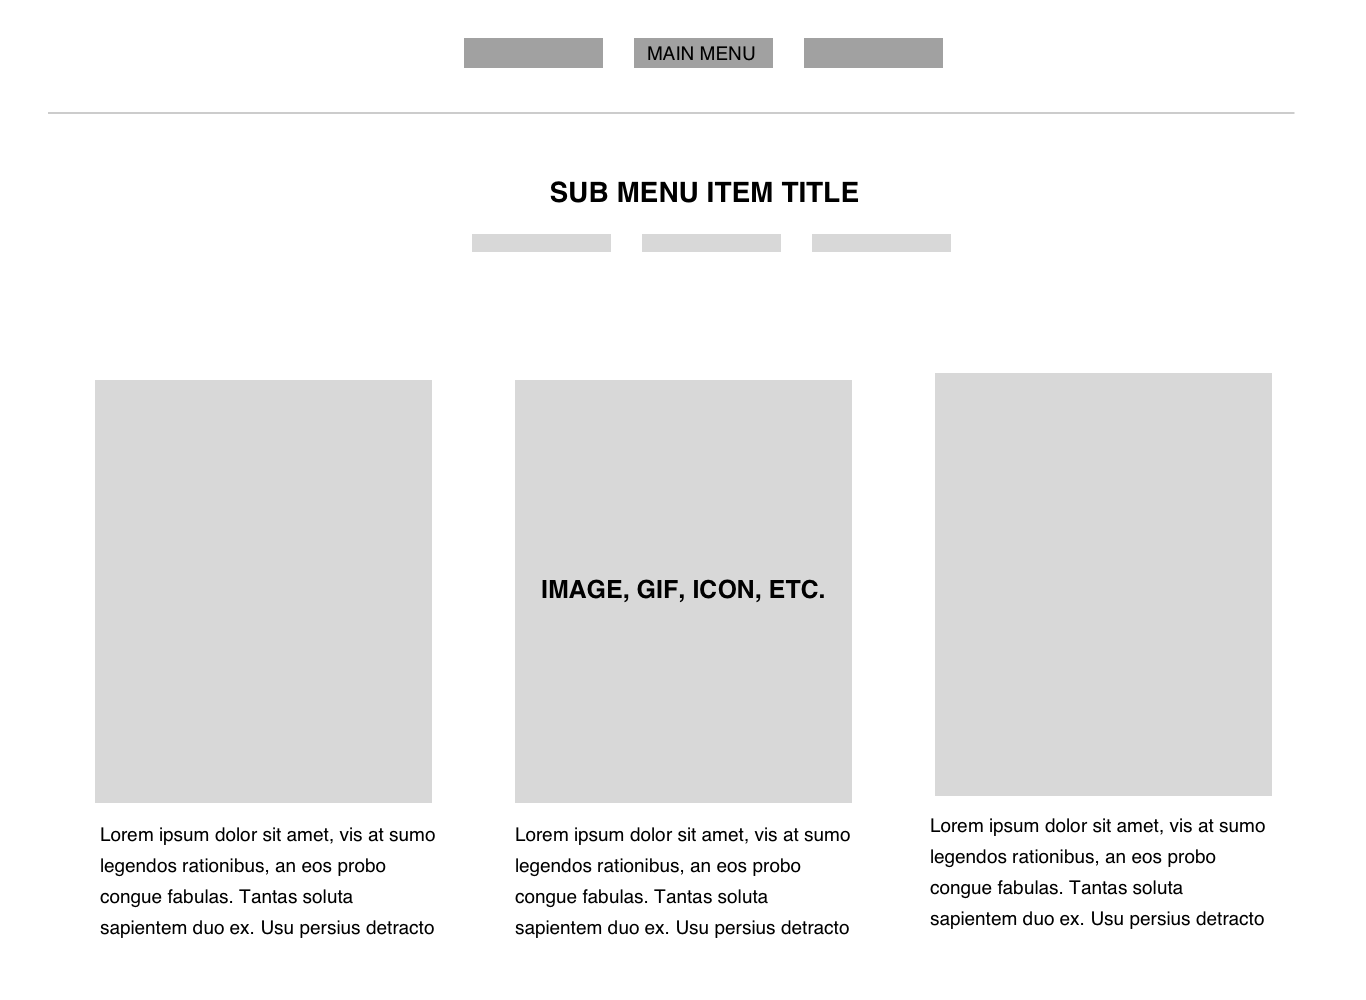 MAIN MENU
SUB MENU ITEM TITLE
IMAGE, GIF, ICON, ETC.
Lorem ipsum dolor sit amet, vis at sumo
legendos rationibus, an eos probo
congue fabulas. Tantas soluta
sapientem duo ex. Usu persius detracto
Lorem ipsum dolor sit amet, vis at sumo
legendos rationibus, an eos probo
congue fabulas. Tantas soluta
sapientem duo ex. Usu persius detracto
Lorem ipsum dolor sit amet, vis at sumo
legendos rationibus, an eos probo
congue fabulas. Tantas soluta
sapientem duo ex. Usu persius detracto